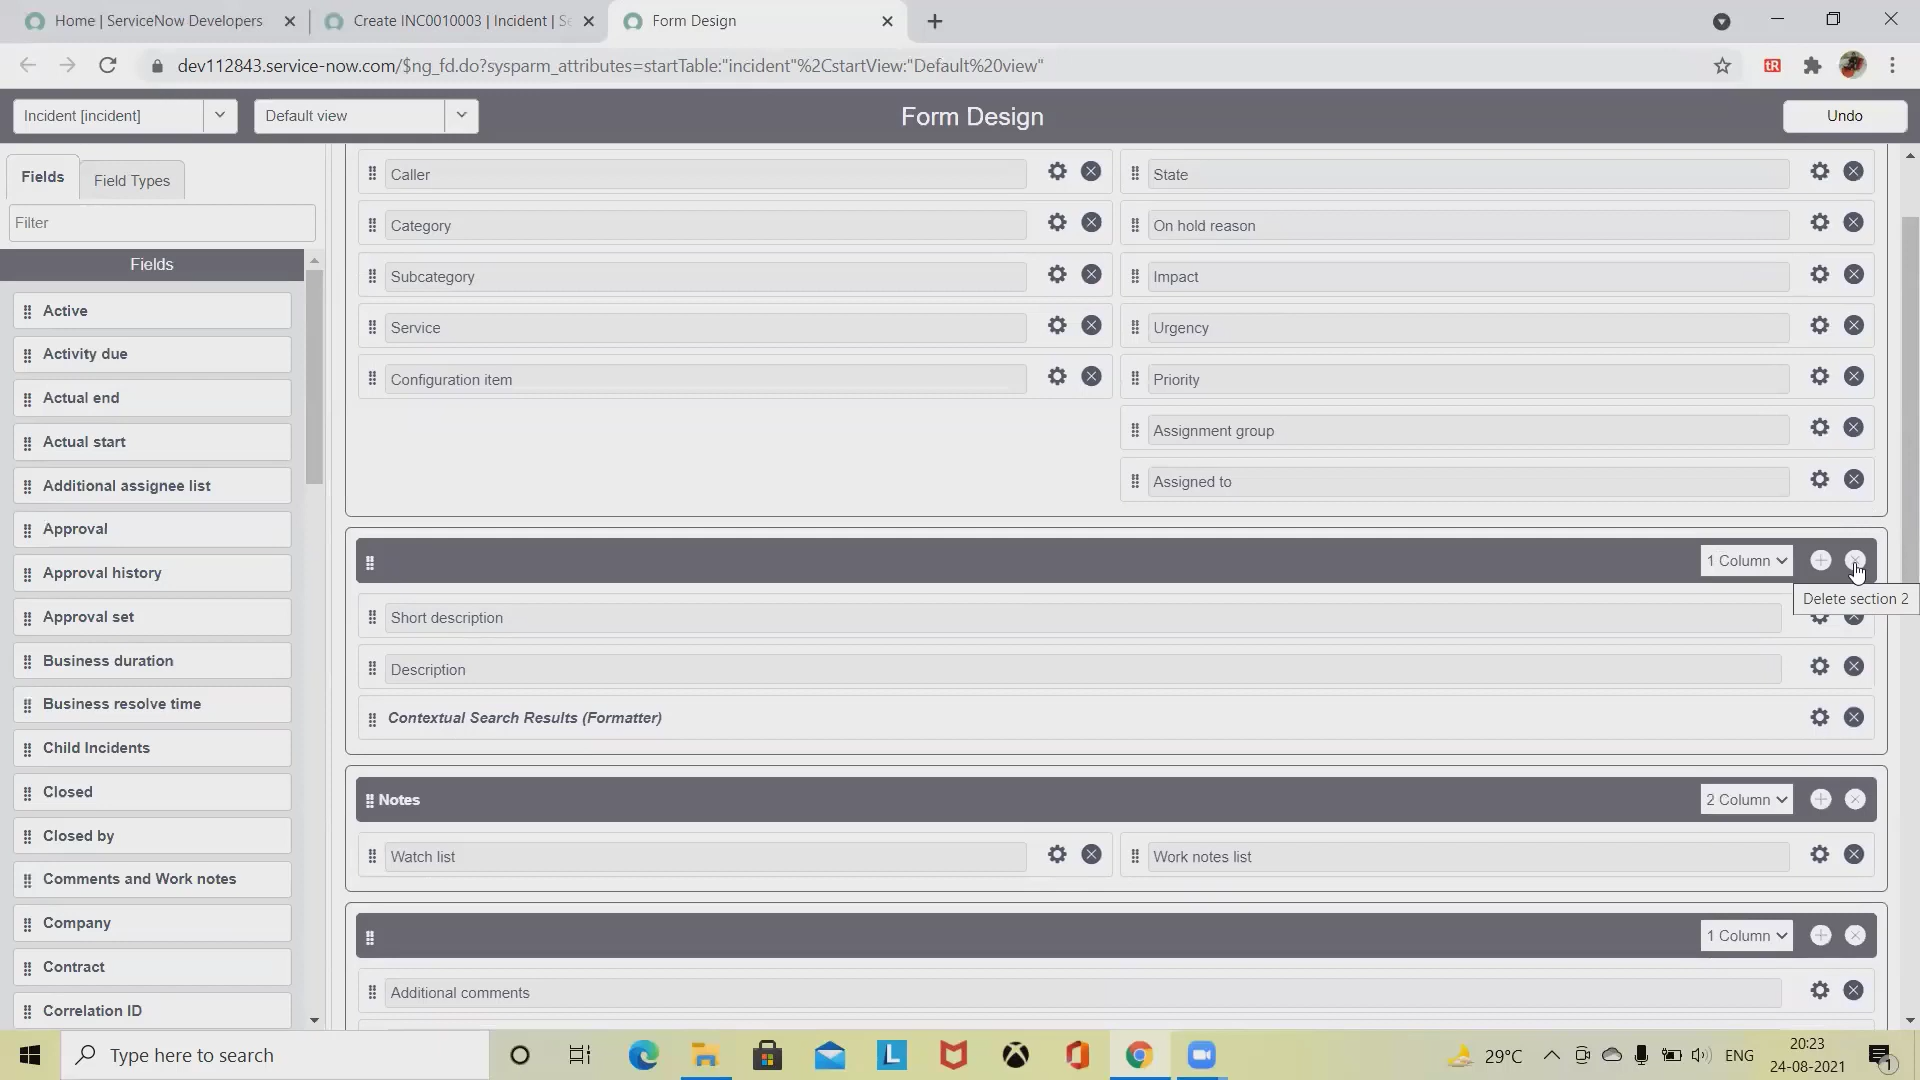 Home | ServiceNow Developers
Create INC0010003 | Incident | Se
Form Design
dev112843.service-now.com/$ng_fd.do?sysparm_attributes=startTable:"incident"%2CstartView:"Default%20view"
tR
Incident [incident]
Default view
Form Design
Undo
Fields
Field Types
Filter
Fields
Active
Activity due
Actual end
Actual start
Additional assignee list
Approval
Approval history
Approval set
Business duration
Business resolve time
Child Incidents
Closed
Closed by
Comments and Work notes
Company
Contract
Correlation ID
Caller
State
Category
On hold reason
Subcategory
Impact
Service
Urgency
Configuration item
Priority
Assignment group
Assigned to
1 Column
Delete section 2
Short description
Description
Contextual Search Results (Formatter)
Notes
2 Column
Watch list
Work notes list
1 Column
Additional comments
Type here to search
L
29°C
ENG
20:23
24-08-2021
1